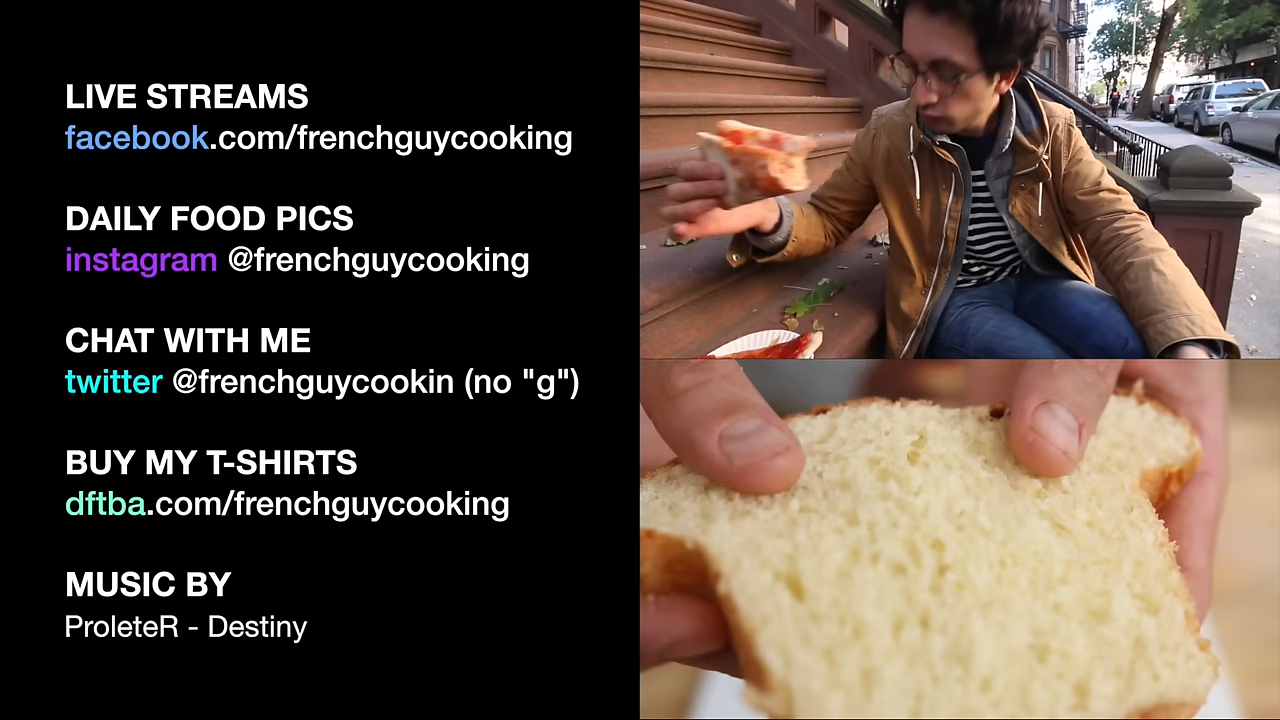 LIVE STREAMS
facebook.com/frenchguycooking
DAILY FOOD PICS
instagram @frenchguycooking
CHAT WITH ME
twitter @frenchguycookin (no "g")
BUY MY T-SHIRTS
dftba.com/frenchguycooking
MUSIC BY
ProleteR - Destiny